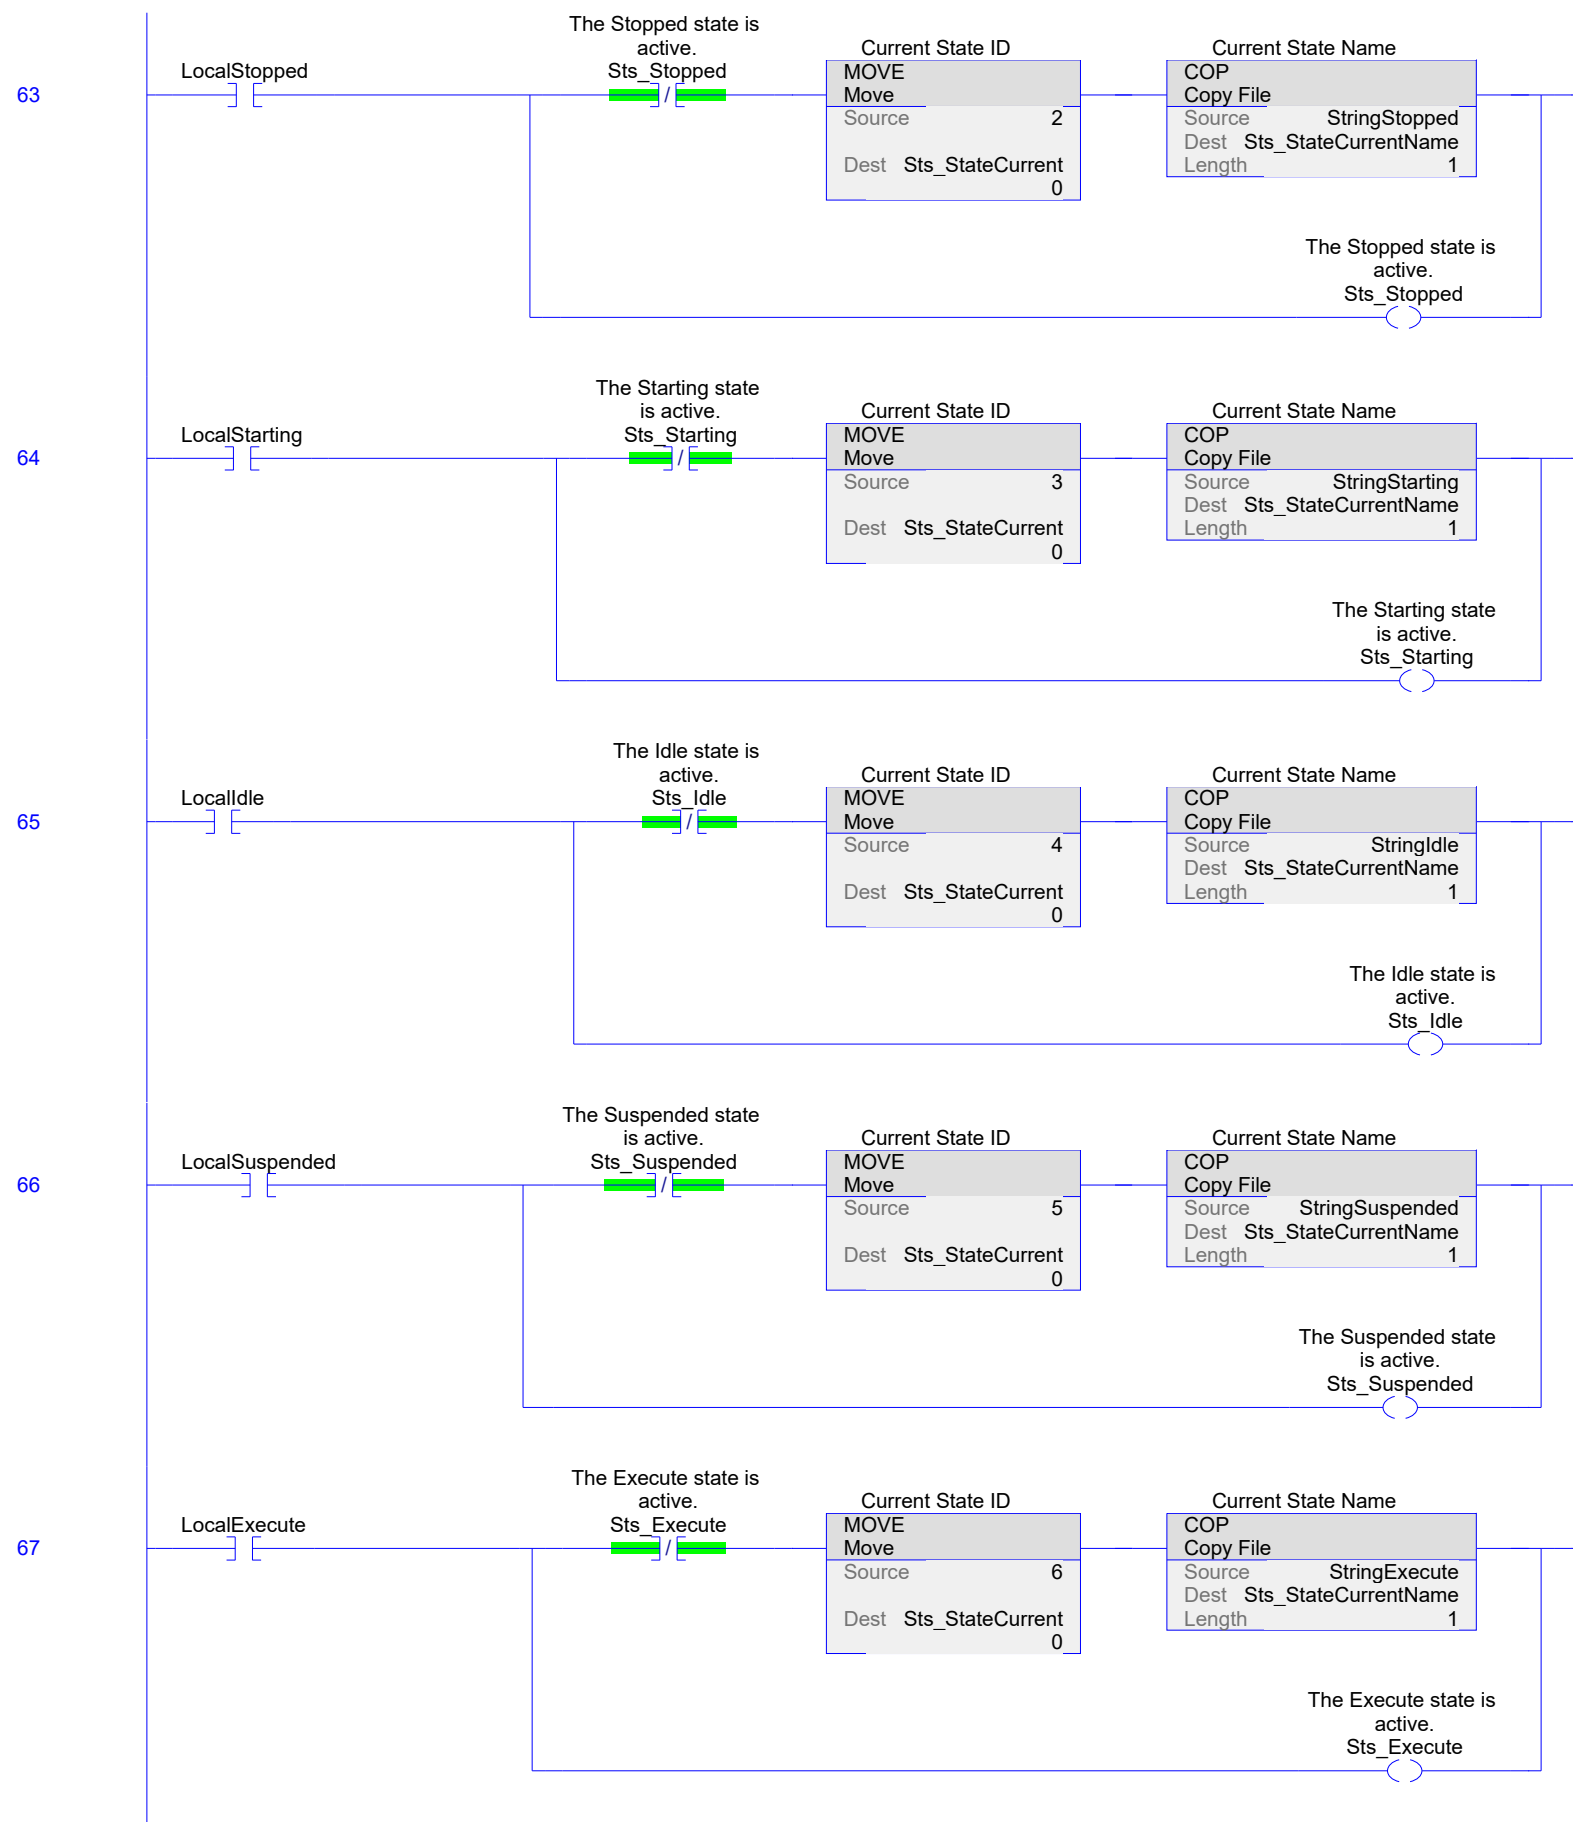 63
LocalStopped
The Stopped state is
active.
Sts_Stopped
/
Current State ID
MOVE
Move
Source 2
Dest Sts_StateCurrent
0
Current State Name
COP
Copy File
Source StringStopped
Dest Sts_StateCurrentName
Length 1
The Stopped state is
active.
Sts_Stopped
64
LocalStarting
The Starting state
is active.
Sts_Starting
/
Current State ID
MOVE
Move
Source 3
Dest Sts_StateCurrent
0
Current State Name
COP
Copy File
Source StringStarting
Dest Sts_StateCurrentName
Length 1
The Starting state
is active.
Sts_Starting
65
LocalIdle
The Idle state is
active.
Sts_Idle
/
Current State ID
MOVE
Move
Source 4
Dest Sts_StateCurrent
0
Current State Name
COP
Copy File
Source StringIdle
Dest Sts_StateCurrentName
Length 1
The Idle state is
active.
Sts_Idle
66
LocalSuspended
The Suspended state
is active.
Sts_Suspended
/
Current State ID
MOVE
Move
Source 5
Dest Sts_StateCurrent
0
Current State Name
COP
Copy File
Source StringSuspended
Dest Sts_StateCurrentName
Length 1
The Suspended state
is active.
Sts_Suspended
67
LocalExecute
The Execute state is
active.
Sts_Execute
/
Current State ID
MOVE
Move
Source 6
Dest Sts_StateCurrent
0
Current State Name
COP
Copy File
Source StringExecute
Dest Sts_StateCurrentName
Length 1
The Execute state is
active.
Sts_Execute